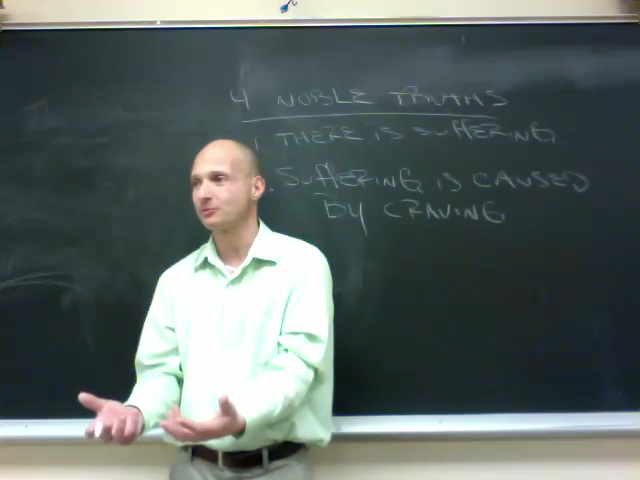 4 NOBLE TRUTHS
1. THERE IS SUFFERING
. SUFFERING IS CAUSED
BY CRAVING